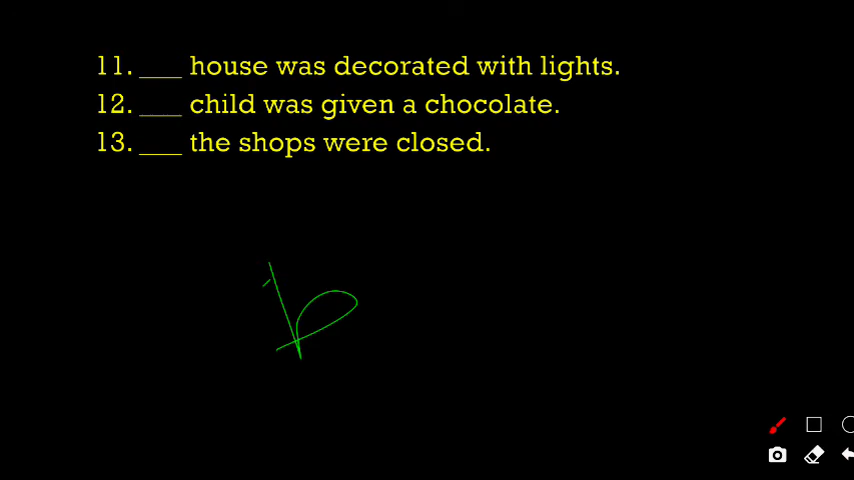 11. ___ house was decorated with lights.
12. ___ child was given a chocolate.
13. ___ the shops were closed.